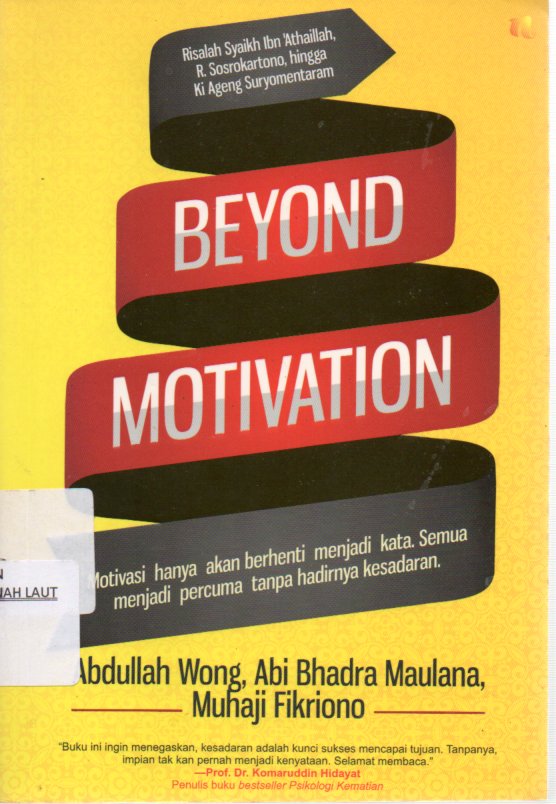 Risalah Syaikh Ibn 'Athaillah,
R. Sosrokartono, hingga
Ki Ageng Suryomentaram
BEYOND
MOTIVATION
Motivasi hanya akan berhenti menjadi kata. Semua
menjadi percuma tanpa hadirnya kesadaran.
NAH LAUT
Abdullah Wong, Abi Bhadra Maulana,
Muhaji Fikriono
“Buku ini ingin menegaskan, kesadaran adalah kunci sukses mencapai tujuan. Tanpanya,
impian tak kan pernah menjadi kenyataan. Selamat membaca.”
—Prof. Dr. Komaruddin Hidayat
Penulis buku bestseller Psikologi Kematian